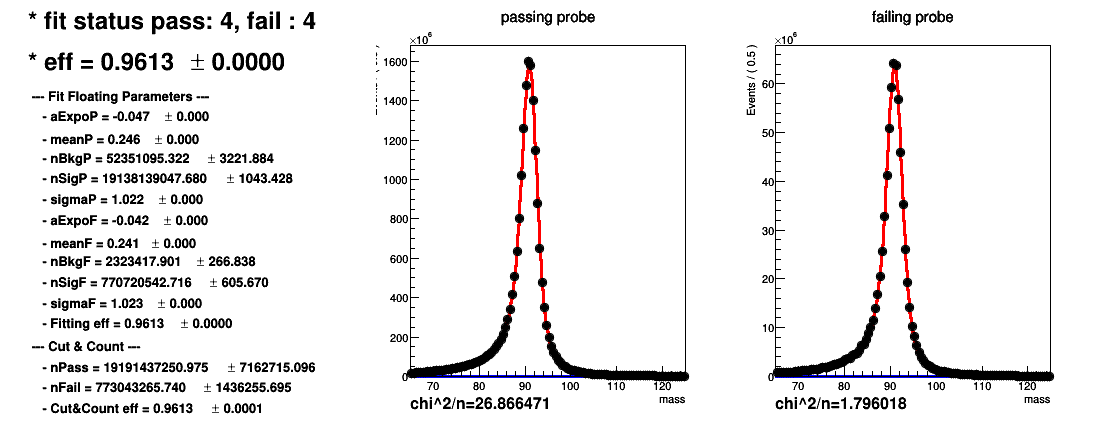 * fit status pass: 4, fail : 4
* eff = 0.9613 ± 0.0000
--- Fit Floating Parameters ---
- aExpoP = -0.047 ± 0.000
- meanP = 0.246 ± 0.000
- nBkgP = 52351095.322 ± 3221.884
- nSigP = 19138139047.680 ± 1043.428
- sigmaP = 1.022 ± 0.000
- aExpoF = -0.042 ± 0.000
- meanF = 0.241 ± 0.000
- nBkgF = 2323417.901 ± 266.838
- nSigF = 770720542.716 ± 605.670
- sigmaF = 1.023 ± 0.000
- Fitting eff = 0.9613 ± 0.0000
--- Cut & Count ---
- nPass = 19191437250.975 ± 7162715.096
- nFail = 773043265.740 ± 1436255.695
- Cut&Count eff = 0.9613 ± 0.0001
passing probe
×10⁶
1600
1400
1200
1000
800
600
400
200
0
70 80 90 100 110 120
mass
chi^2/n=26.866471
failing probe
×10⁶
Events / ( 0.5 )
60
50
40
30
20
10
0
70 80 90 100 110 120
mass
chi^2/n=1.796018